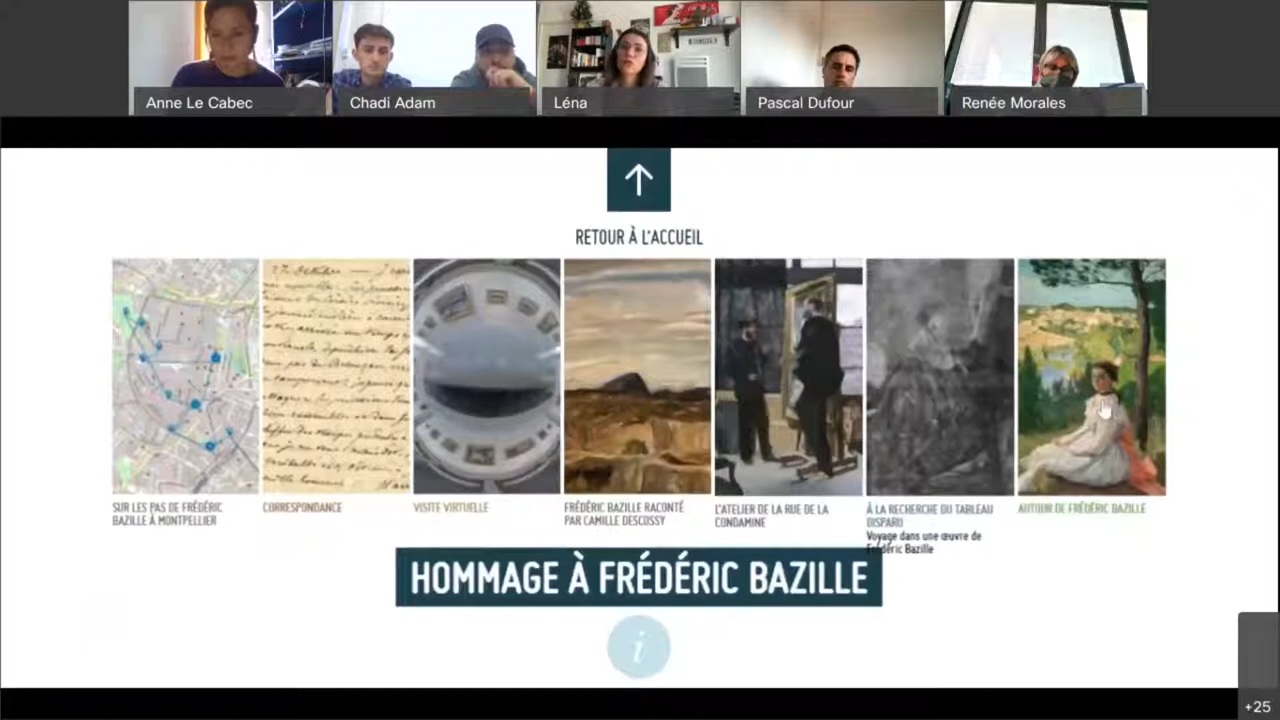 Anne Le Cabec
Chadi Adam
Léna
Pascal Dufour
Renée Morales
RETOUR À L'ACCUEIL
SUR LES PAS DE FRÉDÉRIC
BAZILLE À MONTPELLIER
CORRESPONDANCE
VISITE VIRTUELLE
FRÉDÉRIC BAZILLE RACONTÉ
PAR CAMILLE DESCOSSY
L'ATELIER DE LA RUE DE LA
CONDAMINE
À LA RECHERCHE DU TABLEAU
DISPARU
Voyage dans une œuvre de
Frédéric Bazille
AUTOUR DE FRÉDÉRIC BAZILLE
HOMMAGE À FRÉDÉRIC BAZILLE
i
+25